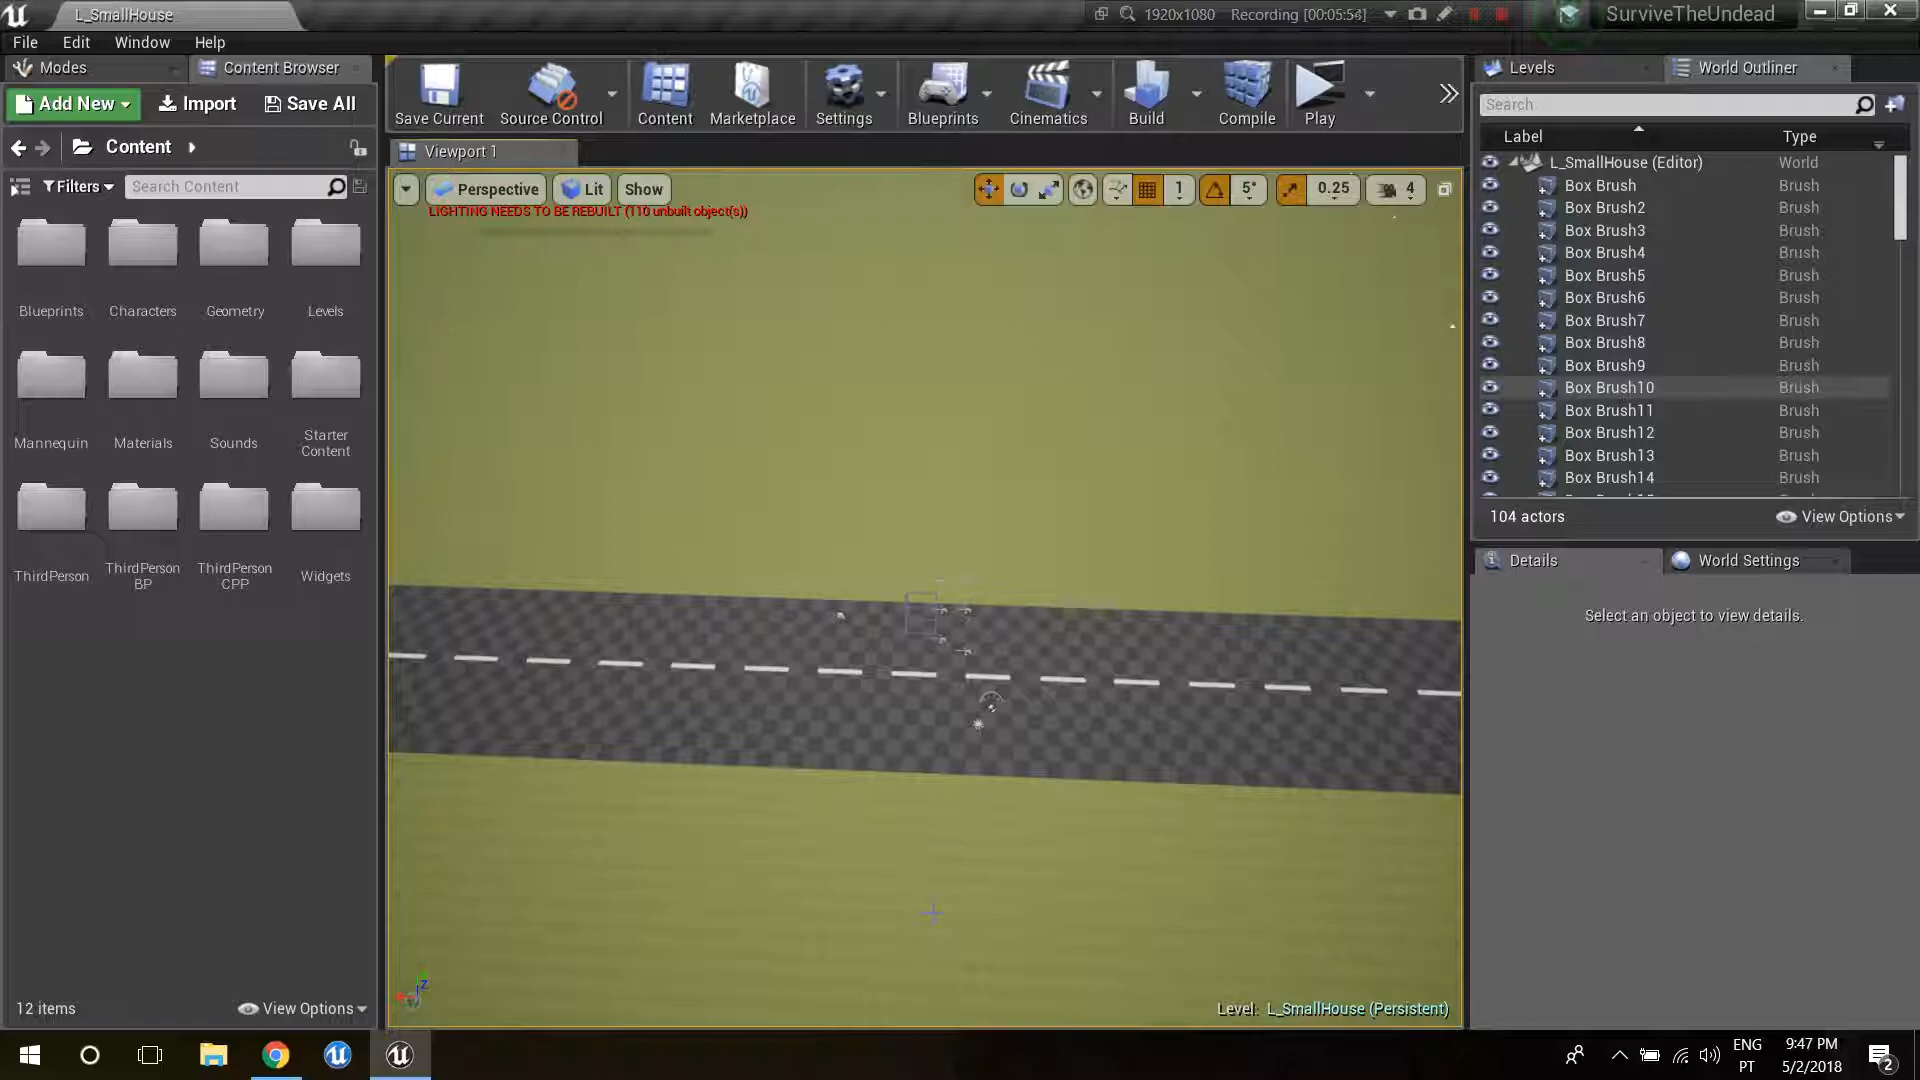 L_SmallHouse
1920x1080
Recording [00:05:54]
SurviveTheUndead
File
Edit
Window
Help
Modes
Content Browser
Levels
World Outliner
Add New
Import
Save All
Save Current
Source Control
Content
Marketplace
Settings
Blueprints
Cinematics
Build
Compile
Play
Search
Label
Type
Content
Viewport 1
Filters
Search Content
Perspective
Lit
Show
1
5°
0.25
4
LIGHTING NEEDS TO BE REBUILT (110 unbuilt object(s))
L_SmallHouse (Editor)
World
Box Brush
Brush
Box Brush2
Brush
Box Brush3
Brush
Box Brush4
Brush
Box Brush5
Brush
Box Brush6
Brush
Box Brush7
Brush
Box Brush8
Brush
Box Brush9
Brush
Box Brush10
Brush
Box Brush11
Brush
Box Brush12
Brush
Box Brush13
Brush
Box Brush14
Brush
104 actors
View Options
Blueprints
Characters
Geometry
Levels
Mannequin
Materials
Sounds
Starter
Content
ThirdPerson
ThirdPerson
BP
ThirdPerson
CPP
Widgets
Details
World Settings
Select an object to view details.
12 items
View Options
Z
Level: L_SmallHouse (Persistent)
ENG
PT
9:47 PM
5/2/2018
2